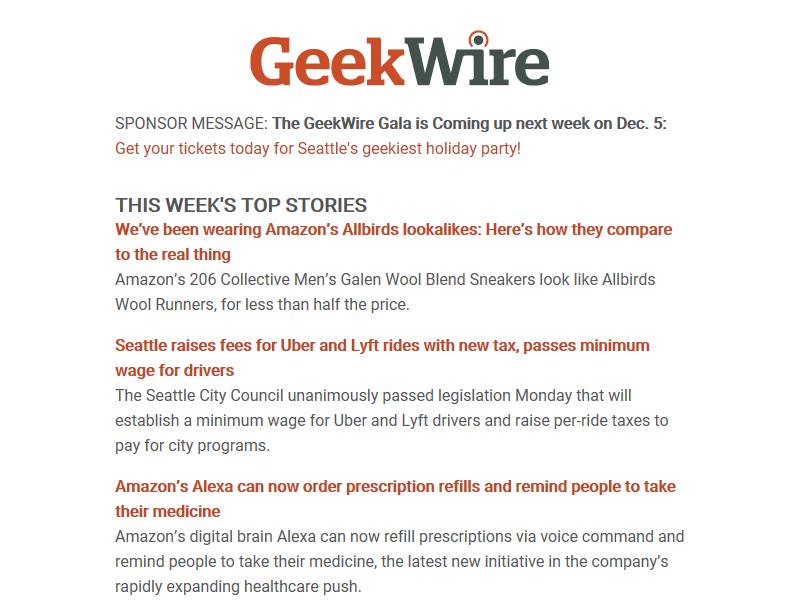 GeekWire
SPONSOR MESSAGE: The GeekWire Gala is Coming up next week on Dec. 5:
Get your tickets today for Seattle's geekiest holiday party!
THIS WEEK'S TOP STORIES
We’ve been wearing Amazon’s Allbirds lookalikes: Here’s how they compare
to the real thing
Amazon’s 206 Collective Men’s Galen Wool Blend Sneakers look like Allbirds
Wool Runners, for less than half the price.
Seattle raises fees for Uber and Lyft rides with new tax, passes minimum
wage for drivers
The Seattle City Council unanimously passed legislation Monday that will
establish a minimum wage for Uber and Lyft drivers and raise per-ride taxes to
pay for city programs.
Amazon’s Alexa can now order prescription refills and remind people to take
their medicine
Amazon’s digital brain Alexa can now refill prescriptions via voice command and
remind people to take their medicine, the latest new initiative in the company’s
rapidly expanding healthcare push.